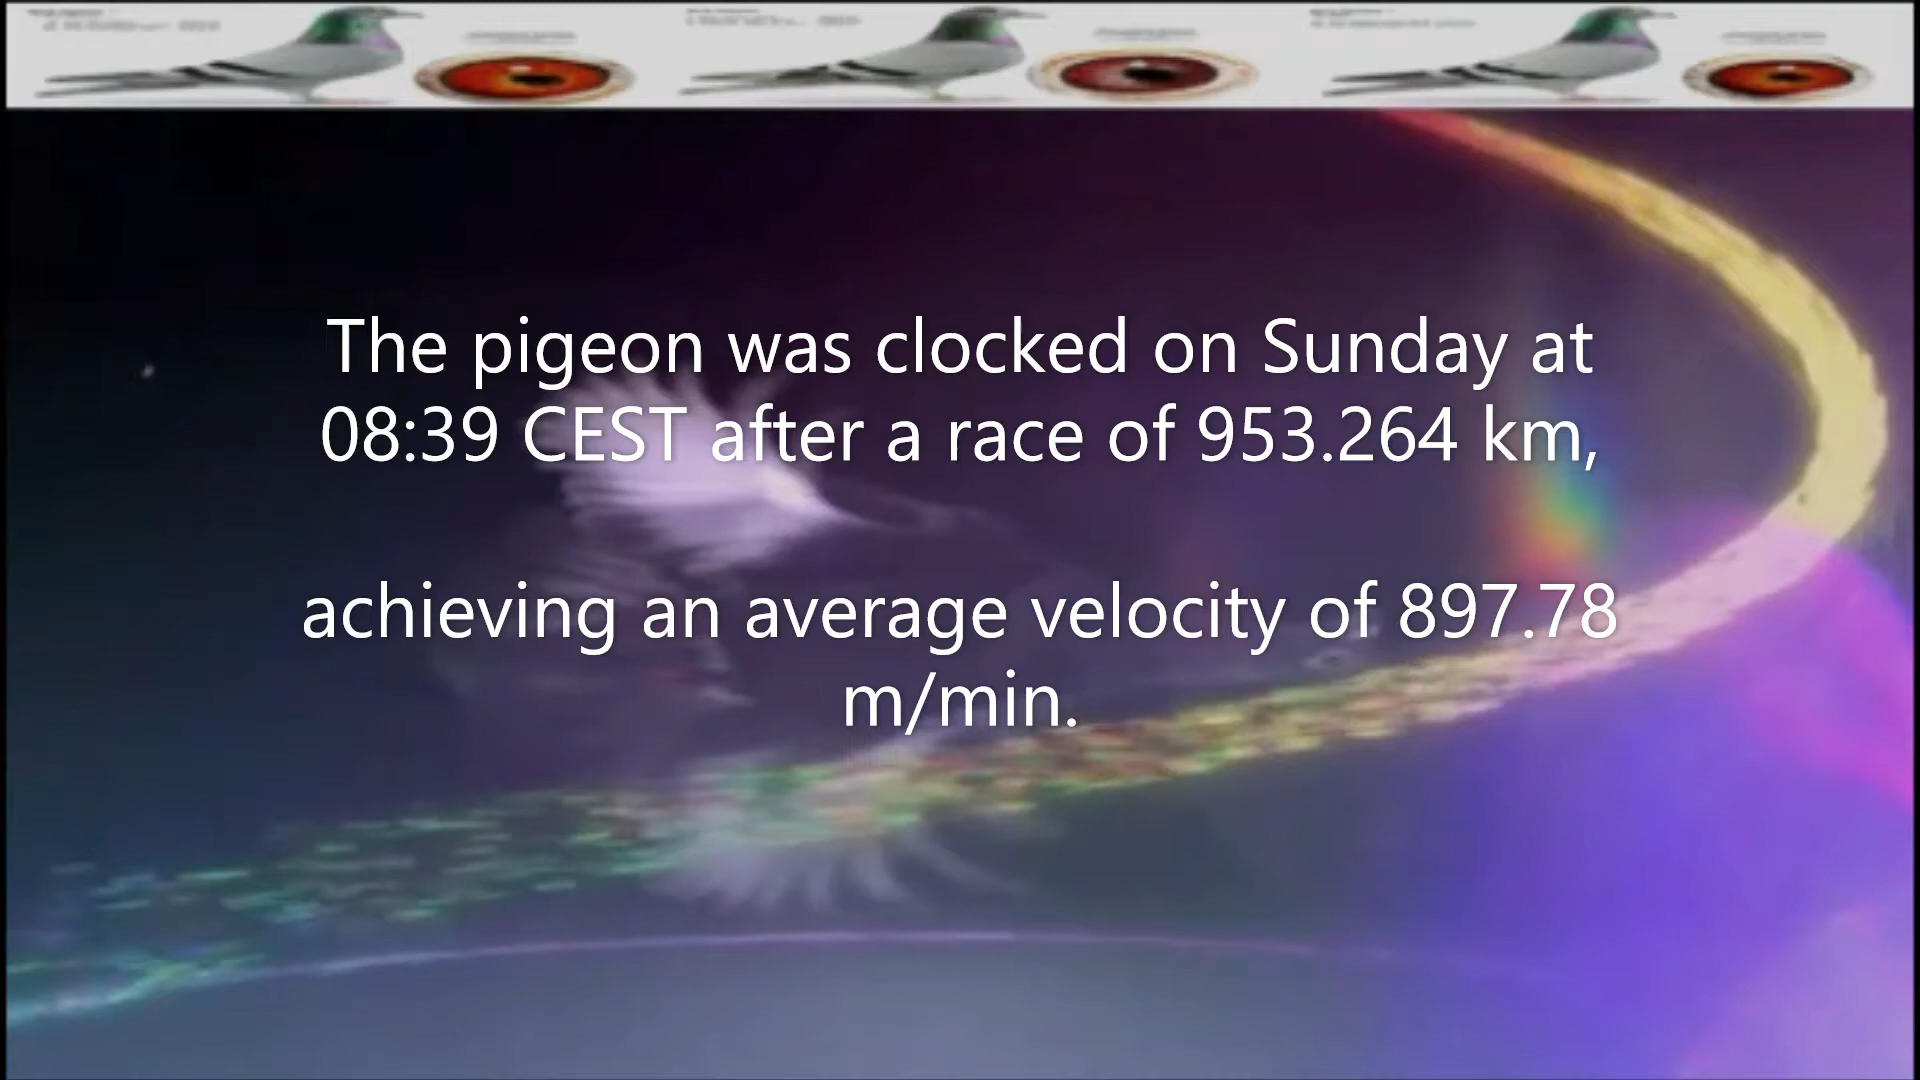 The pigeon was clocked on Sunday at
08:39 CEST after a race of 953.264 km,
achieving an average velocity of 897.78
m/min.